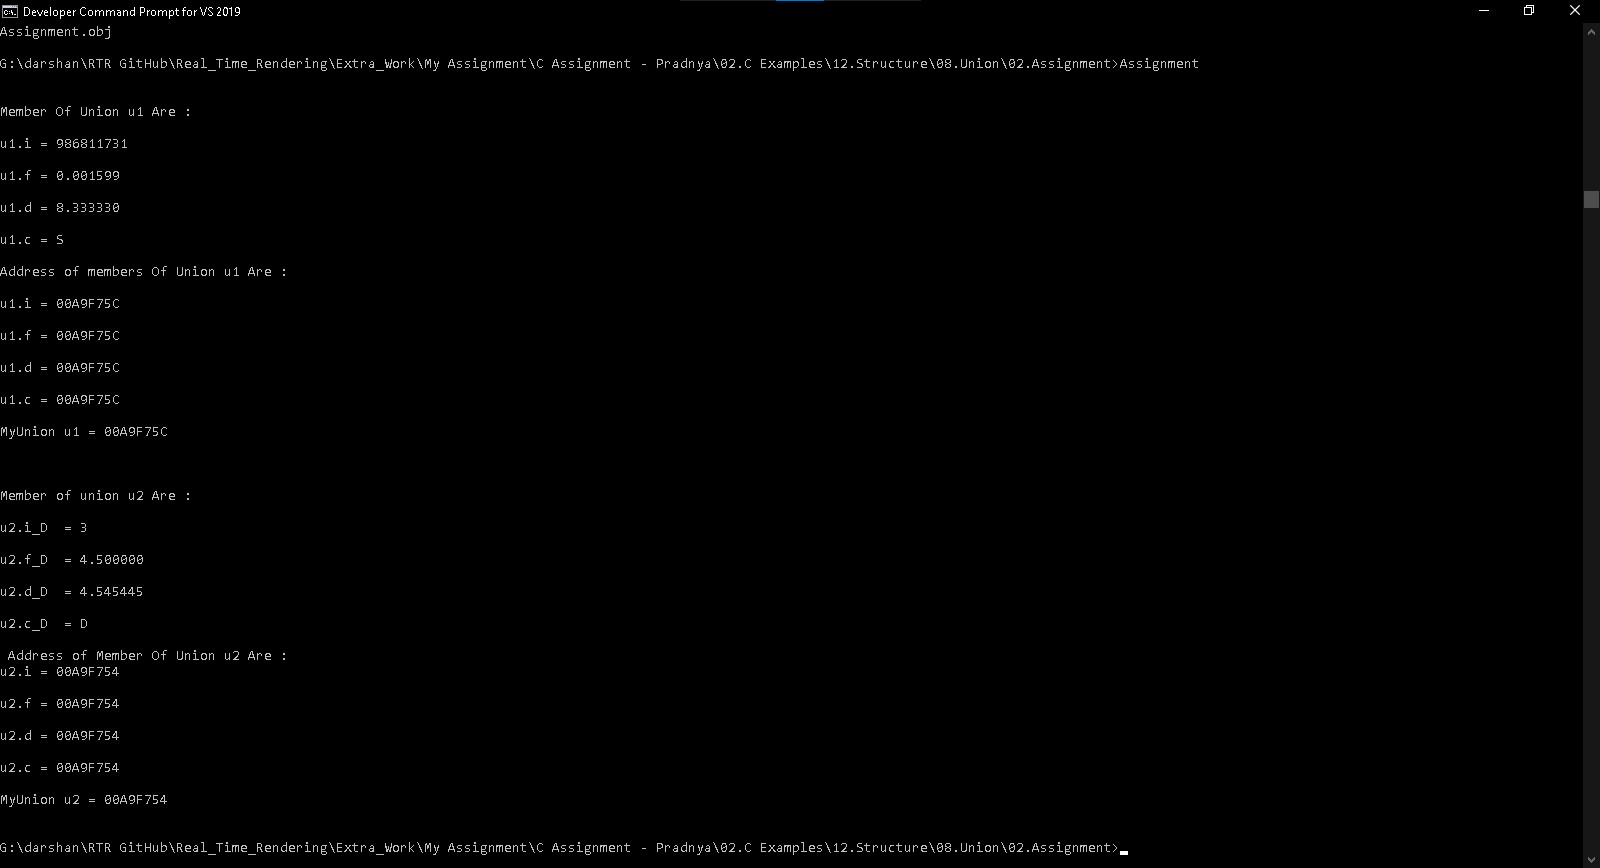 Developer Command Prompt for VS 2019
Assignment.obj
G:\darshan\RTR GitHub\Real_Time_Rendering\Extra_Work\My Assignment\C Assignment - Pradnya\02.C Examples\12.Structure\08.Union\02.Assignment>Assignment
Member Of Union u1 Are :
u1.i = 986811731
u1.f = 0.001599
u1.d = 8.333330
u1.c = S
Address of members Of Union u1 Are :
u1.i = 00A9F75C
u1.f = 00A9F75C
u1.d = 00A9F75C
u1.c = 00A9F75C
MyUnion u1 = 00A9F75C
Member of union u2 Are :
u2.i_D  = 3
u2.f_D  = 4.500000
u2.d_D  = 4.545445
u2.c_D  = D
Address of Member Of Union u2 Are :
u2.i = 00A9F754
u2.f = 00A9F754
u2.d = 00A9F754
u2.c = 00A9F754
MyUnion u2 = 00A9F754
G:\darshan\RTR GitHub\Real_Time_Rendering\Extra_Work\My Assignment\C Assignment - Pradnya\02.C Examples\12.Structure\08.Union\02.Assignment>